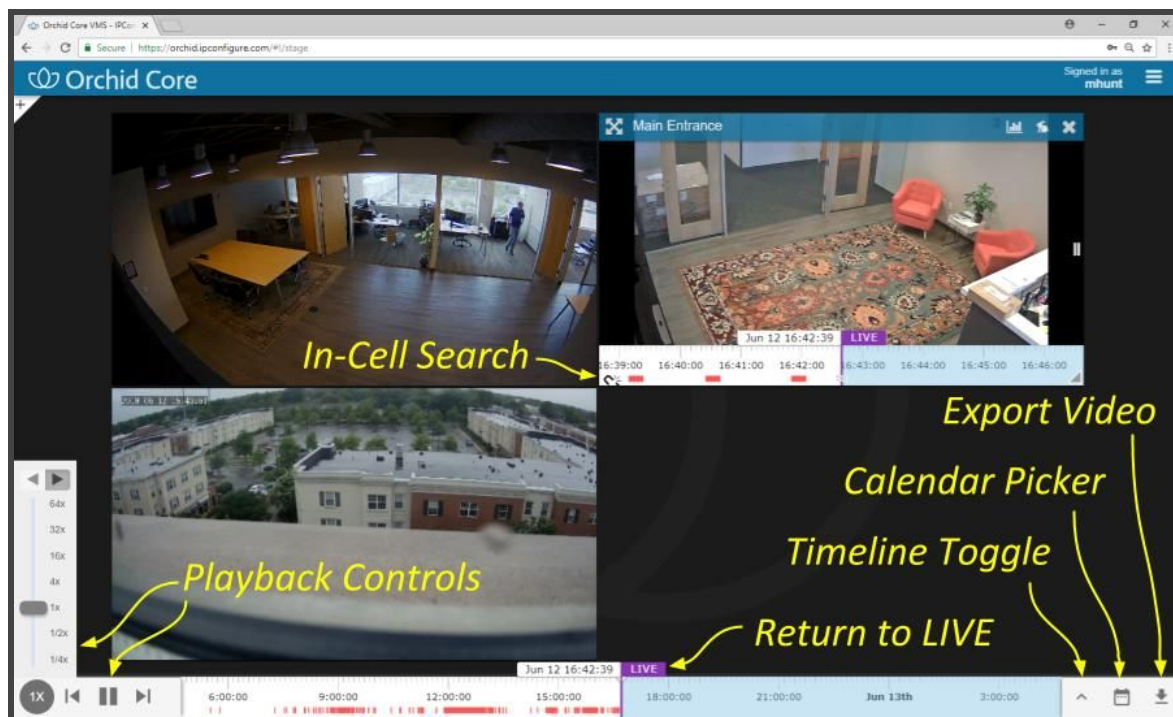 Orchid Core VMS - IPCon
Secure | https://orchid.ipconfigure.com/#!/stage
Orchid Core
Signed in as
mhunt
Main Entrance
Jun 12 16:42:39 LIVE
In-Cell Search
16:39:00 16:40:00 16:41:00 16:42:00 16:43:00 16:44:00 16:45:00 16:46:00
Export Video
Calendar Picker
Timeline Toggle
Return to LIVE
Playback Controls
64x
32x
16x
4x
1x
1/2x
1/4x
Jun 12 16:42:39 LIVE
1X
6:00:00 9:00:00 12:00:00 15:00:00 18:00:00 21:00:00 Jun 13th 3:00:00